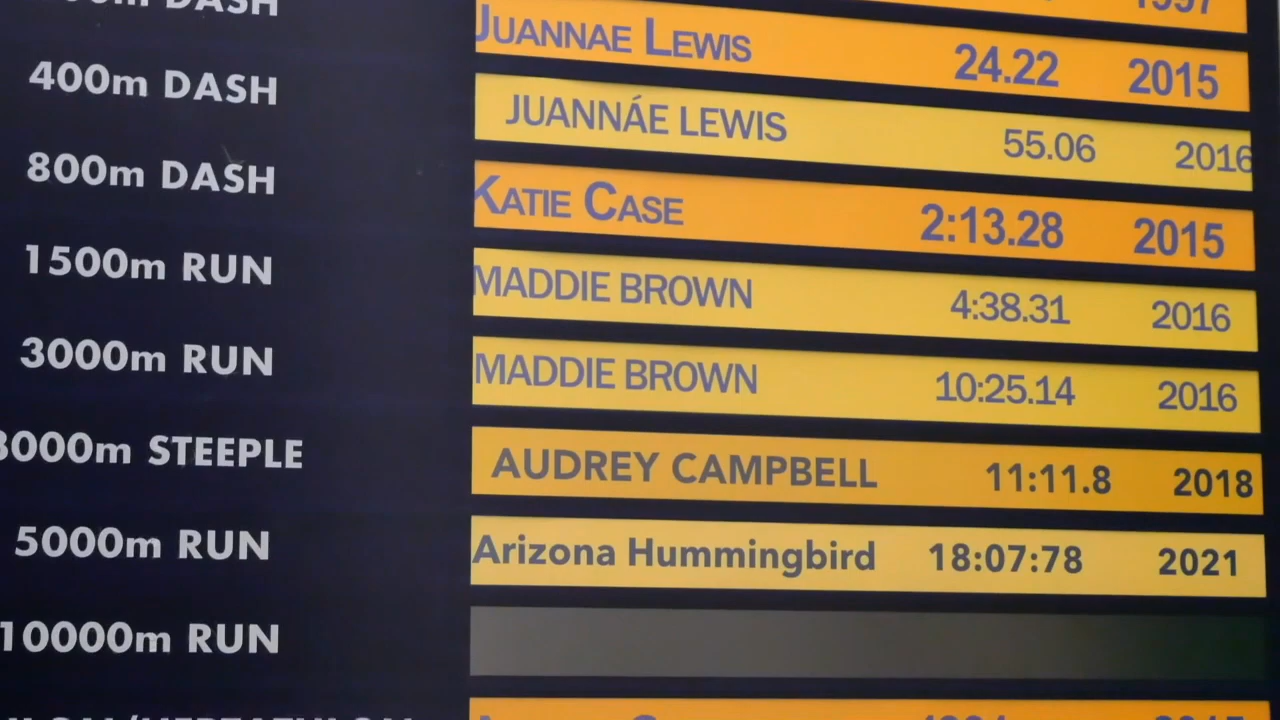 DASH 1997
JUANNAE LEWIS 24.22 2015
400m DASH JUANNÁE LEWIS 55.06 2016
800m DASH KATIE CASE 2:13.28 2015
1500m RUN MADDIE BROWN 4:38.31 2016
3000m RUN MADDIE BROWN 10:25.14 2016
3000m STEEPLE AUDREY CAMPBELL 11:11.8 2018
5000m RUN Arizona Hummingbird 18:07:78 2021
10000m RUN